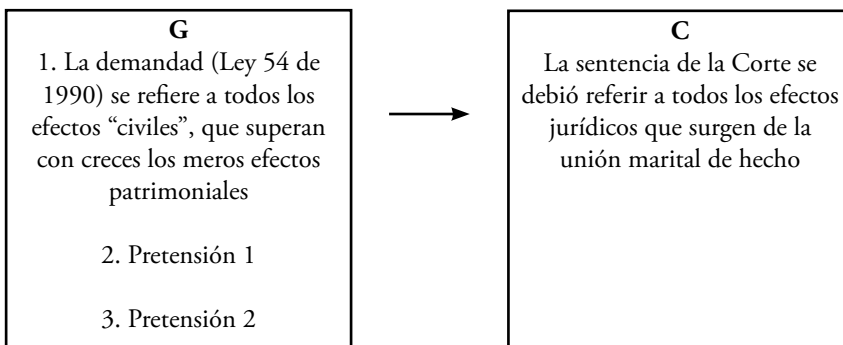 G
1. La demandad (Ley 54 de
1990) se refiere a todos los
efectos “civiles”, que superan
con creces los meros efectos
patrimoniales
2. Pretensión 1
3. Pretensión 2
C
La sentencia de la Corte se
debió referir a todos los efectos
jurídicos que surgen de la
unión marital de hecho